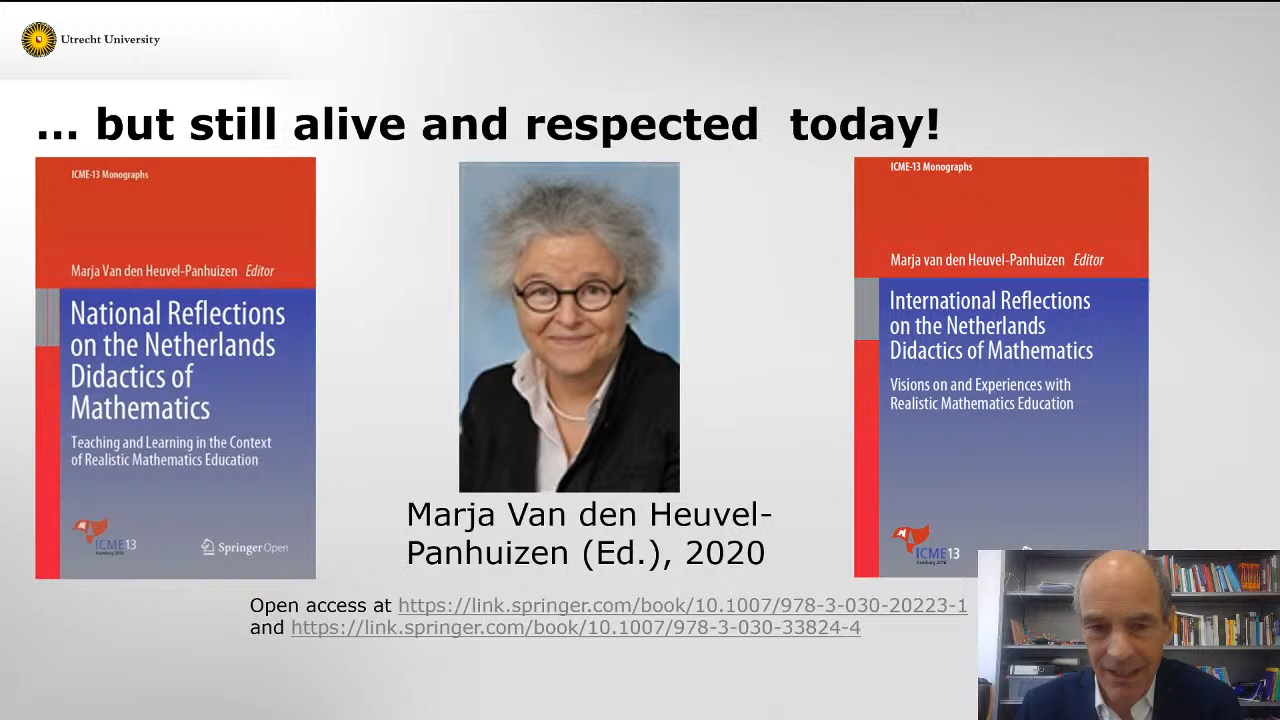 Utrecht University
... but still alive and respected today!
ICME-13 Monographs
Marja Van den Heuvel-Panhuizen Editor
National Reflections
on the Netherlands
Didactics of
Mathematics
Teaching and Learning in the Context
of Realistic Mathematics Education
ICME13
Hamburg 2016
Springer Open
Marja Van den Heuvel-
Panhuizen (Ed.), 2020
ICME-13 Monographs
Marja van den Heuvel-Panhuizen Editor
International Reflections
on the Netherlands
Didactics of Mathematics
Visions on and Experiences with
Realistic Mathematics Education
ICME13
Hamburg 2016
Open access at https://link.springer.com/book/10.1007/978-3-030-20223-1
and https://link.springer.com/book/10.1007/978-3-030-33824-4